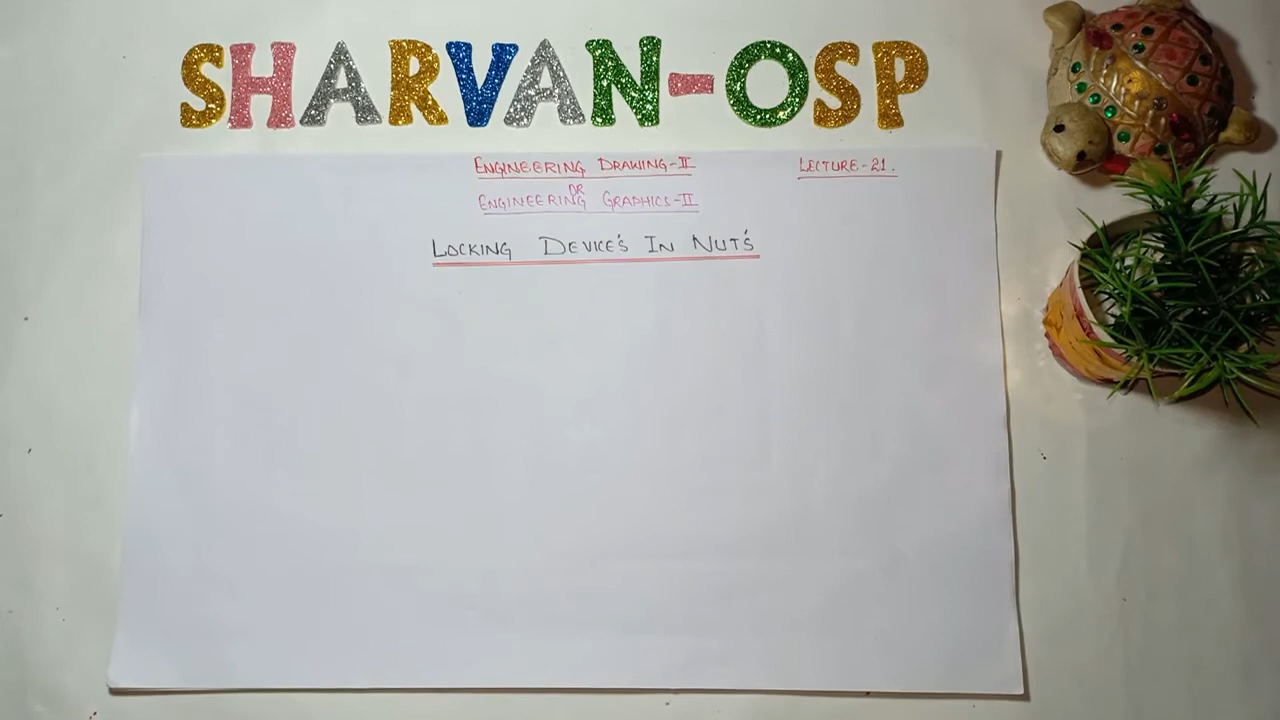 SHARVAN-OSP
ENGINEERING DRAWING-II
LECTURE-21.
OR
ENGINEERING GRAPHICS-II
LOCKING DEVICE'S IN NUT'S